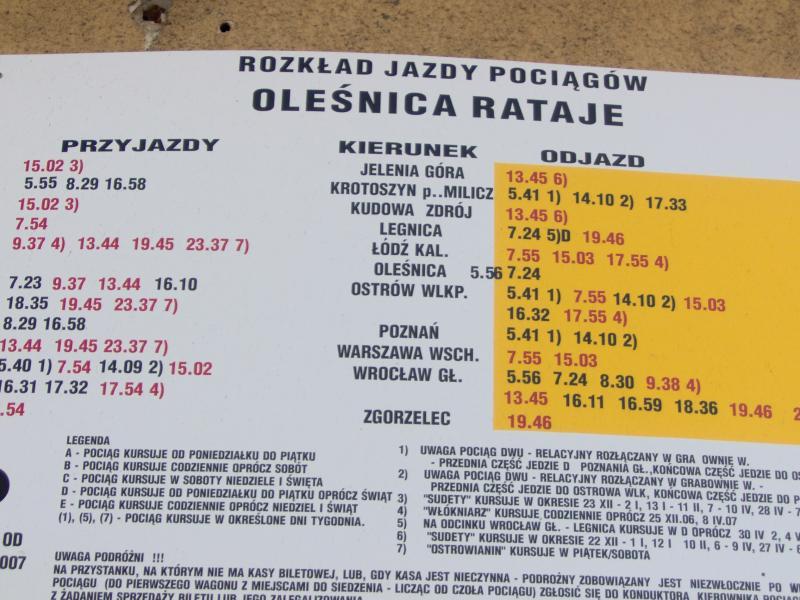 ROZKŁAD JAZDY POCIĄGÓW
OLEŚNICA RATAJE
PRZYJAZDY KIERUNEK ODJAZD
15.02 3) JELENIA GÓRA 13.45 6)
5.55 8.29 16.58 KROTOSZYN p..MILICZ 5.41 1) 14.10 2) 17.33
15.02 3) KUDOWA ZDRÓJ 13.45 6)
7.54 LEGNICA 7.24 5)D 19.46
9.37 4) 13.44 19.45 23.37 7) ŁÓDŹ KAL. 7.55 15.03 17.55 4)
OLEŚNICA 5.56 7.24
7.23 9.37 13.44 16.10 OSTRÓW WLKP. 5.41 1) 7.55 14.10 2) 15.03
18.35 19.45 23.37 7) 16.32 17.55 4)
8.29 16.58 POZNAŃ 5.41 1) 14.10 2)
13.44 19.45 23.37 7) WARSZAWA WSCH. 7.55 15.03
5.40 1) 7.54 14.09 2) 15.02 WROCŁAW GŁ. 5.56 7.24 8.30 9.38 4)
16.31 17.32 17.54 4) 13.45 16.11 16.59 18.36 19.46 2
.54 ZGORZELEC 19.46
LEGENDA
A - POCIĄG KURSUJE OD PONIEDZIAŁKU DO PIĄTKU
B - POCIĄG KURSUJE CODZIENNIE OPRÓCZ SOBÓT
C - POCIĄG KURSUJE W SOBOTY NIEDZIELE I ŚWIĘTA
D - POCIĄG KURSUJE OD PONIEDZIAŁKU DO PIĄTKU OPRÓCZ ŚWIĄT
E - POCIĄG KURSUJE CODZIENNIE OPRÓCZ NIEDZIEL I ŚWIĄT
(1), (5), (7) - POCIĄG KURSUJE W OKREŚLONE DNI TYGODNIA.
1) UWAGA POCIĄG DWU - RELACYJNY ROZŁĄCZANY W GRA OWNIĘ W.
- PRZEDNIA CZĘŚĆ JEDZIE D POZNANIA GŁ.,KOŃCOWA CZĘŚĆ JEDZIE DO OS
2) UWAGA POCIĄG DWU - RELACYJNY ROZŁĄCZANY W GRABOWNIĘ W. -
PRZEDNIA CZĘŚĆ JEDZIE DO OSTROWA WLK, KOŃCOWA CZĘŚĆ JEDZIE DO P
3) "SUDETY" KURSUJE W OKRESIE 23 XII - 2 I, 13 I - 11 II, 7 - 10 IV, 28 IV - 7
4) "WŁÓKNIARZ" KURSUJE CODZIENNIE OPRÓCZ 25 XII.06, 8 IV.07
5) NA ODCINKU WROCŁAW GŁ. - LEGNICA KURSUJE W D OPRÓCZ 30 IV 2, 4 V
6) "SUDETY" KURSUJE W OKRESIE 22 XII - 1 I, 12 I 10 II, 6 - 9 IV, 27 IV - 6
7) "OSTROWIANIN" KURSUJE W PIĄTEK/SOBOTA
OD
007
UWAGA PODRÓŻNI !!!
NA PRZYSTANKU, NA KTÓRYM NIE MA KASY BILETOWEJ, LUB, GDY KASA JEST NIECZYNNA - PODRÓŻNY ZOBOWIĄZANY JEST NIEZWŁOCZNIE PO W
POCIĄGU (DO PIERWSZEGO WAGONU Z MIEJSCAMI DO SIEDZENIA - LICZĄC OD CZOŁA POCIĄGU) ZGŁOSIĆ SIĘ DO KONDUKTORA, KIEROWNIKA POCIĄGU
Z ŻĄDANIEM SPRZEDAŻY BILETU LUB JEGO ZALEGALIZOWANIA